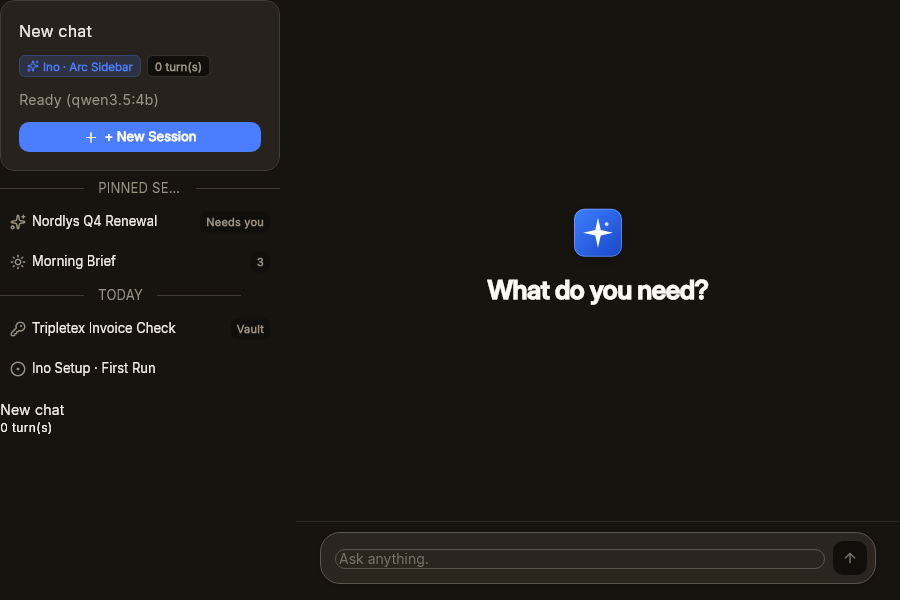 New chat
Ino · Arc Sidebar
0 turn(s)
Ready (qwen3.5:4b)
+ New Session
PINNED SE...
Nordlys Q4 Renewal
Needs you
Morning Brief
3
TODAY
Tripletex Invoice Check
Vault
Ino Setup · First Run
New chat
0 turn(s)
What do you need?
Ask anything.